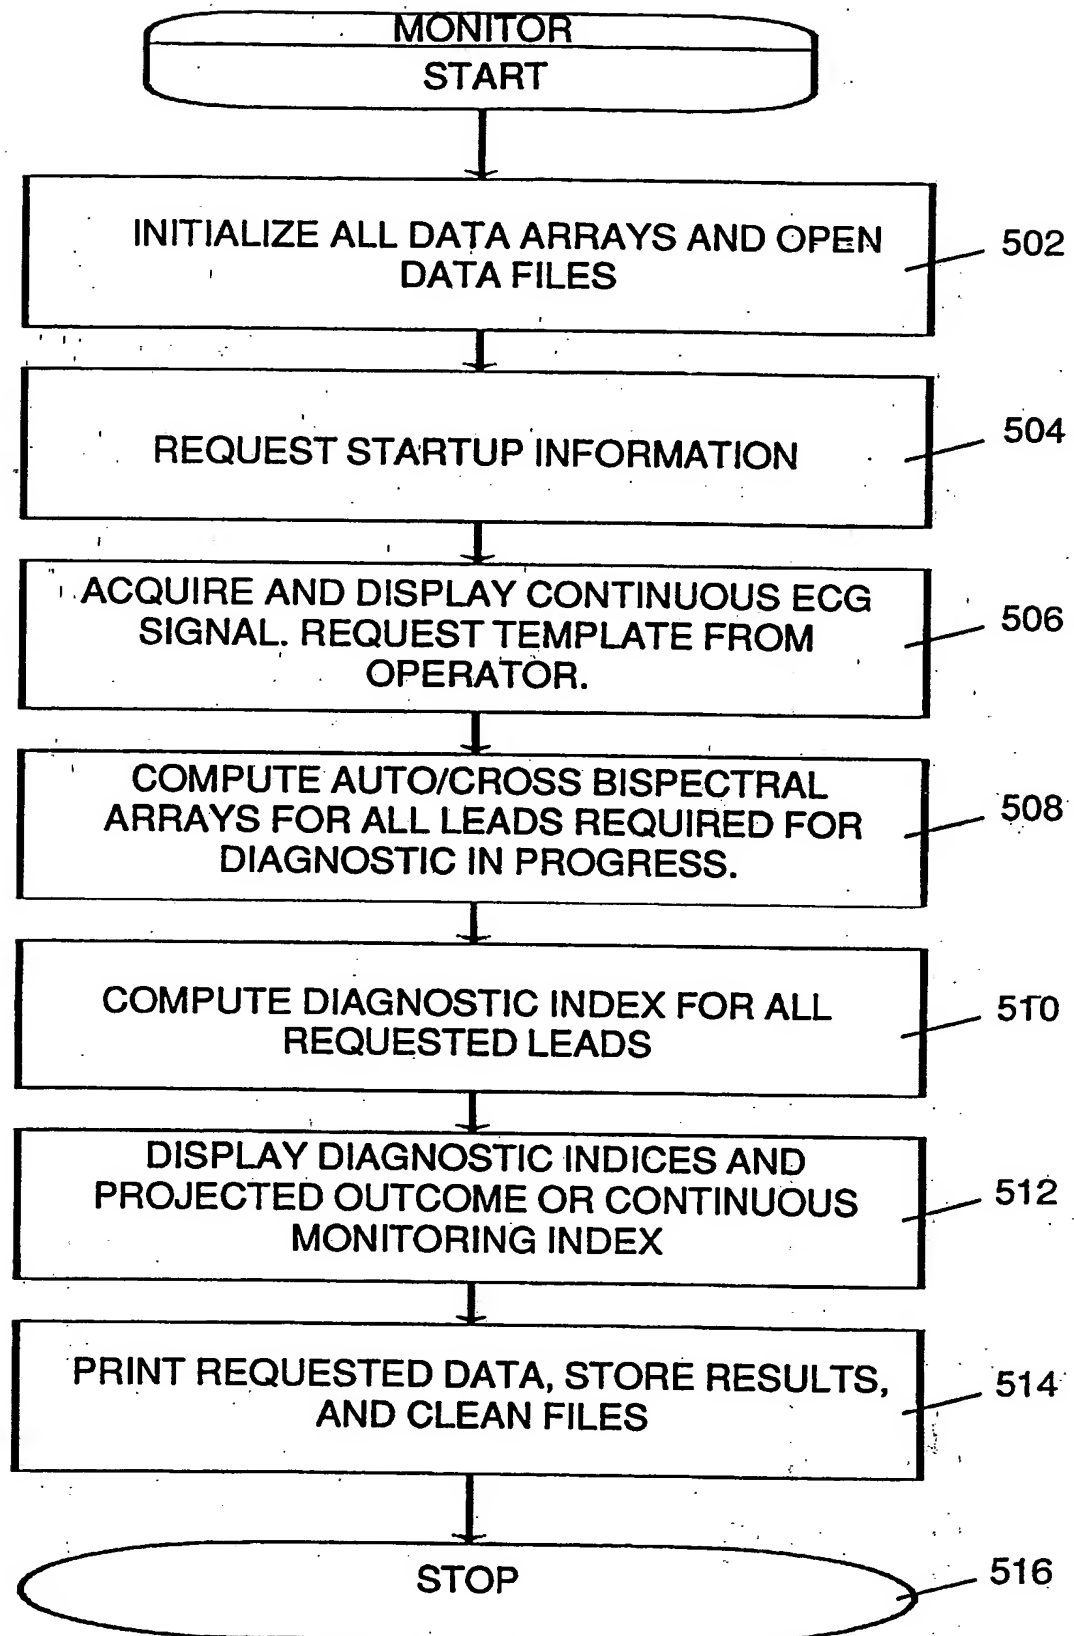 MONITOR
START
INITIALIZE ALL DATA ARRAYS AND OPEN
DATA FILES
502
REQUEST STARTUP INFORMATION
504
ACQUIRE AND DISPLAY CONTINUOUS ECG
SIGNAL. REQUEST TEMPLATE FROM
OPERATOR.
506
COMPUTE AUTO/CROSS BISPECTRAL
ARRAYS FOR ALL LEADS REQUIRED FOR
DIAGNOSTIC IN PROGRESS.
508
COMPUTE DIAGNOSTIC INDEX FOR ALL
REQUESTED LEADS
510
DISPLAY DIAGNOSTIC INDICES AND
PROJECTED OUTCOME OR CONTINUOUS
MONITORING INDEX
512
PRINT REQUESTED DATA, STORE RESULTS,
AND CLEAN FILES
514
STOP
516